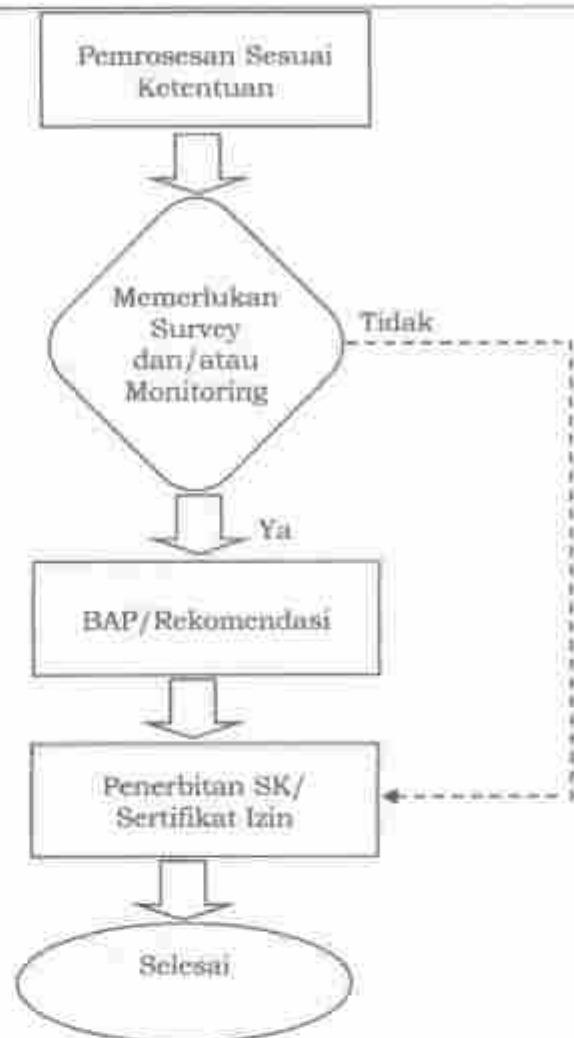 Pemrosesan Sesuai
Ketentuan
Memerlukan
Survey
dan/atau
Monitoring
Tidak
Ya
BAP/Rekomendasi
Penerbitan SK/
Sertifikat Izin
Selesai